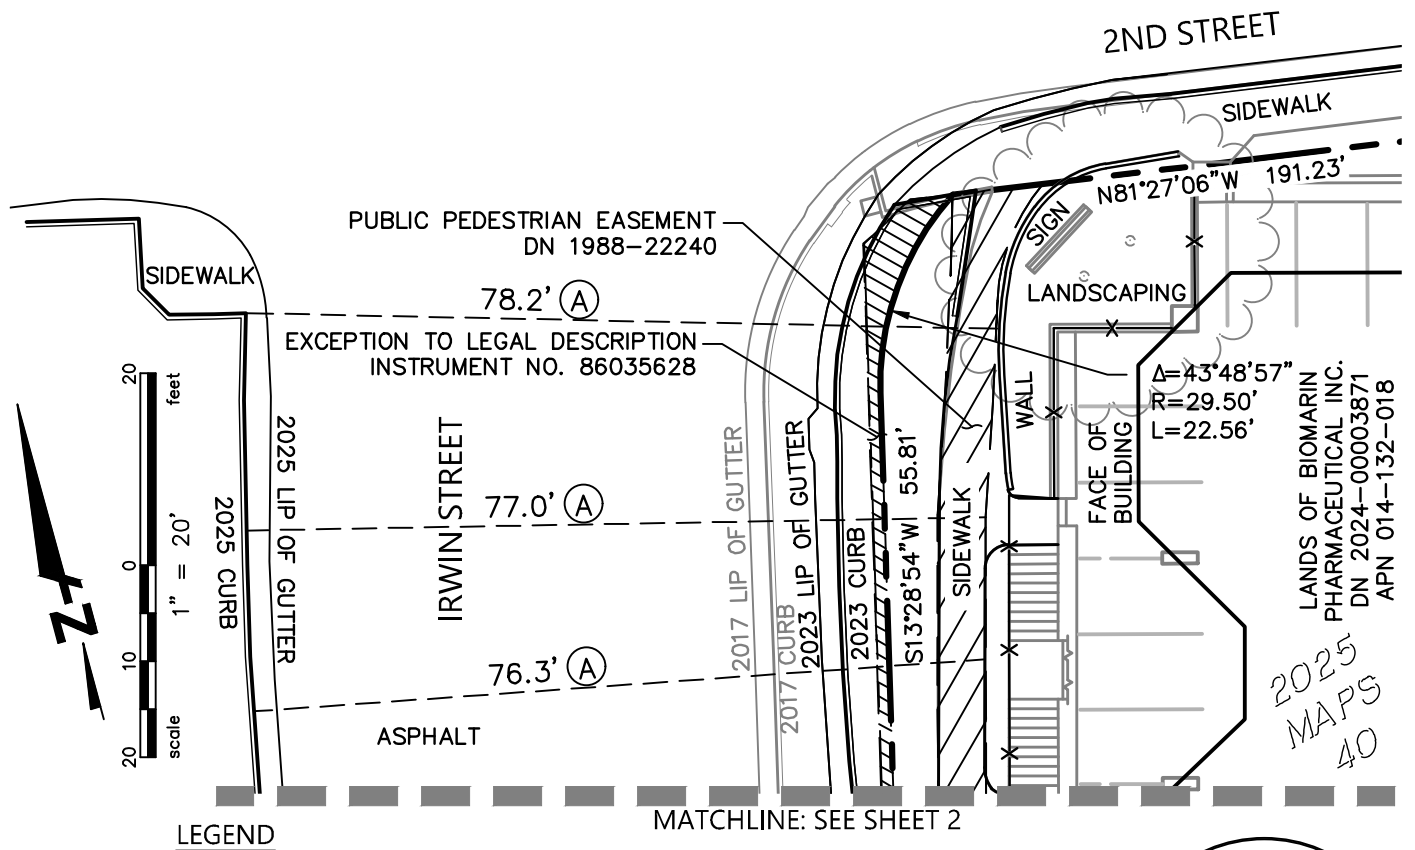 2ND STREET
SIDEWALK
N81°27'06"W 191.23'
PUBLIC PEDESTRIAN EASEMENT
DN 1988-22240
SIGN
SIDEWALK
78.2' A
LANDSCAPING
EXCEPTION TO LEGAL DESCRIPTION
INSTRUMENT NO. 86035628
Δ=43°48'57"
R=29.50'
L=22.56'
20
feet
0
10
20
scale
1" = 20'
N
2025 CURB
2025 LIP OF GUTTER
IRWIN STREET
77.0' A
76.3' A
ASPHALT
2017 LIP OF GUTTER
2017 CURB
2023 LIP OF GUTTER
2023 CURB
S13°28'54"W 55.81'
SIDEWALK
WALL
FACE OF
BUILDING
LANDS OF BIOMARIN
PHARMACEUTICAL INC.
DN 2024-00003871
APN 014-132-018
2025
MAPS
40
MATCHLINE: SEE SHEET 2
LEGEND